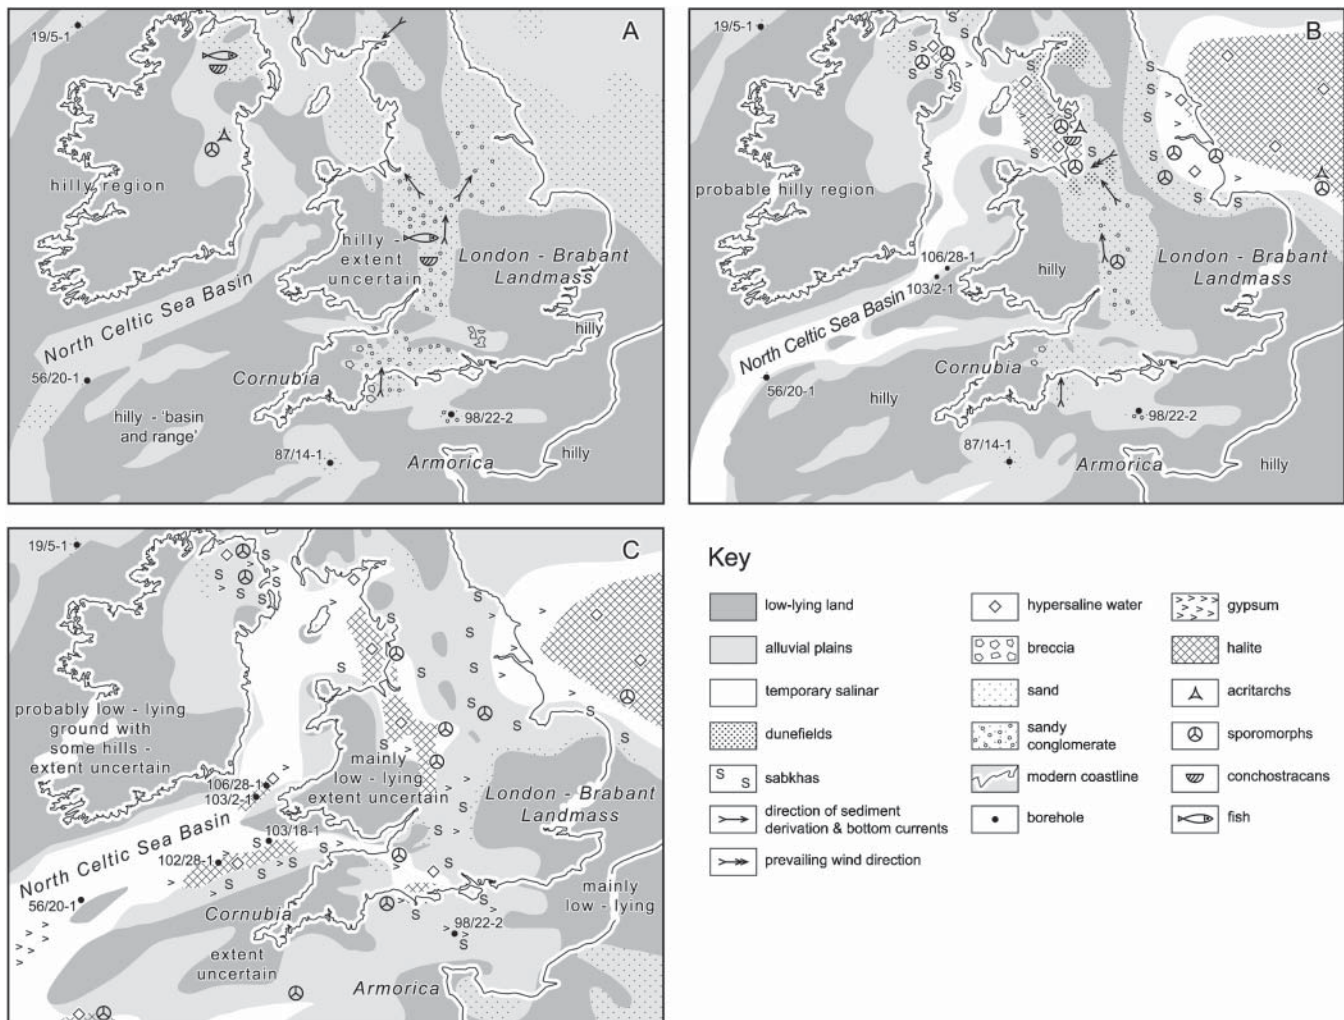 A
19/5-1
hilly region
hilly -
extent
uncertain
London - Brabant
Landmass
North Celtic Sea Basin
hilly
Cornubia
56/20-1
hilly - 'basin
and range'
98/22-2
87/14-1
Armorica
hilly
B
19/5-1
probable hilly region
106/28-1
103/2-1
hilly
London - Brabant
Landmass
North Celtic Sea Basin
56/20-1
Cornubia
hilly
98/22-2
87/14-1
Armorica
hilly
C
19/5-1
probably low - lying
ground with
some hills -
extent uncertain
106/28-1
103/2-1
mainly
low - lying
extent uncertain
London - Brabant
Landmass
North Celtic Sea Basin
103/18-1
102/28-1
56/20-1
Cornubia
98/22-2
mainly
low - lying
extent
uncertain
Armorica
Key
low-lying land
alluvial plains
temporary salinar
dunefields
S
S
sabkhas
direction of sediment
derivation & bottom currents
prevailing wind direction
hypersaline water
breccia
sand
sandy
conglomerate
modern coastline
borehole
gypsum
halite
acritarchs
sporomorphs
conchostracans
fish